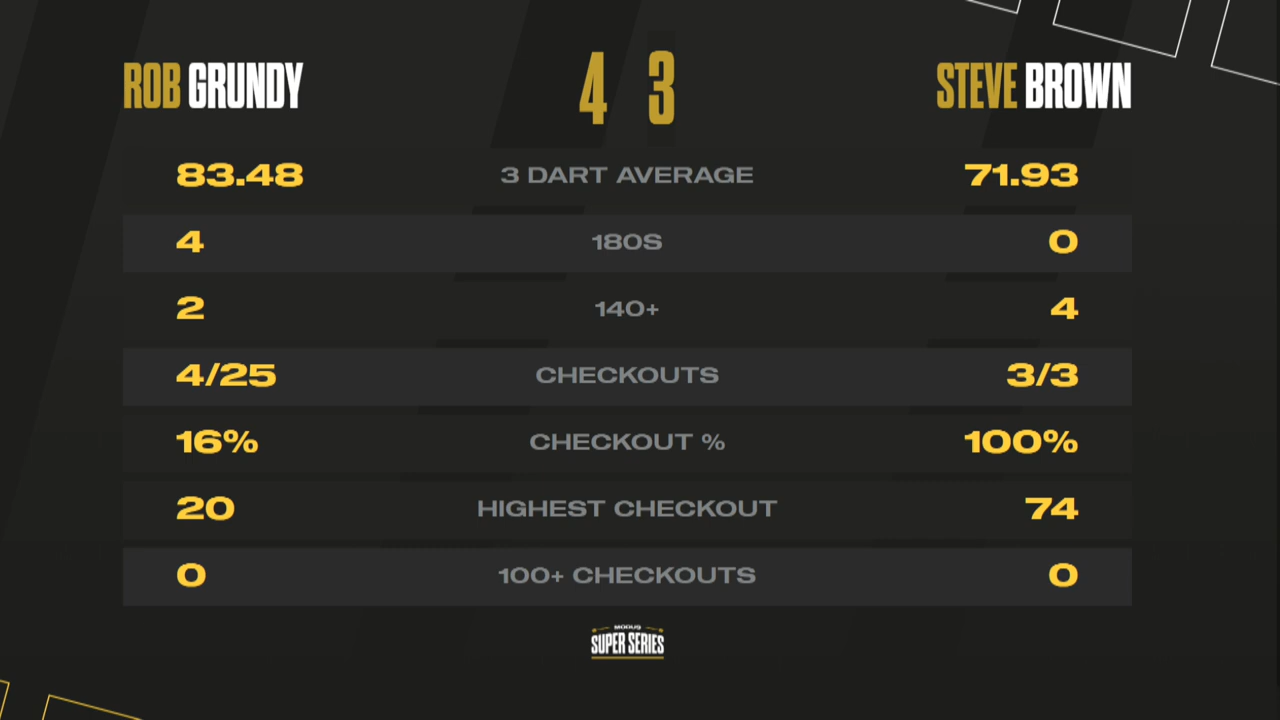 ROB GRUNDY 4 3 STEVE BROWN
83.48 3 DART AVERAGE 71.93
4 180S 0
2 140+ 4
4/25 CHECKOUTS 3/3
16% CHECKOUT % 100%
20 HIGHEST CHECKOUT 74
0 100+ CHECKOUTS 0
MODUS
SUPER SERIES